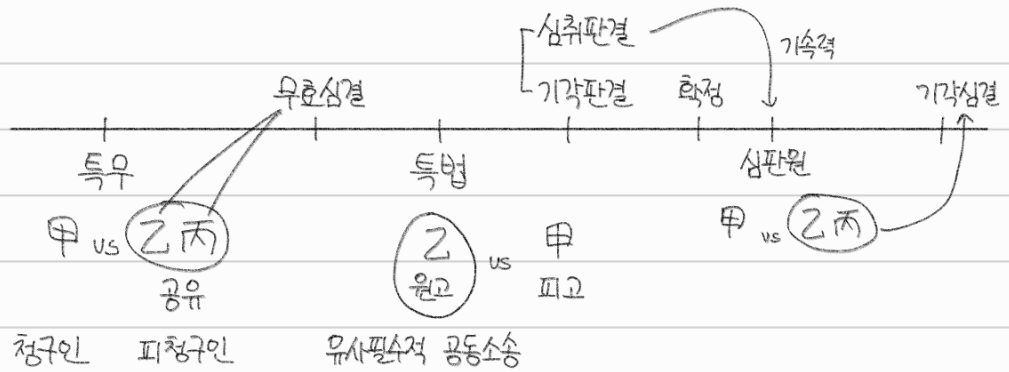 심취판결
기속력
무효심결 기각판결 확정 기각심결
특무 특법 심판원
甲 vs 乙 丙 乙 vs 甲 甲 vs 乙 丙
공유 원고 피고
청구인 피청구인 유사필수적 공동소송